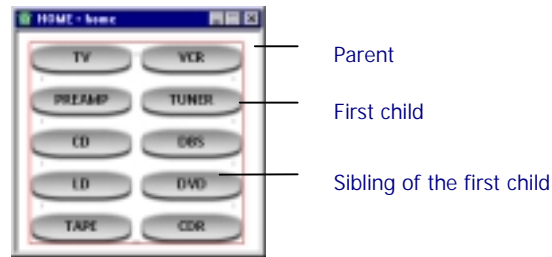 HOME - home
TV VCR
Parent
PREAMP TUNER
First child
CD DBS
LD DVD
Sibling of the first child
TAPE CDR